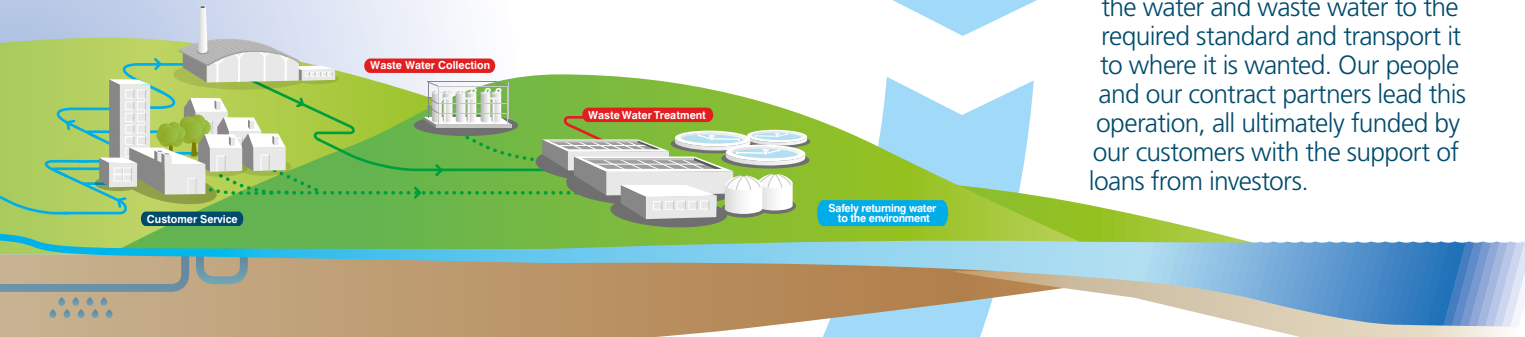 the water and waste water to the
required standard and transport it
to where it is wanted. Our people
and our contract partners lead this
operation, all ultimately funded by
our customers with the support of
loans from investors.
Waste Water Collection
Waste Water Treatment
Customer Service
Safely returning water
to the environment